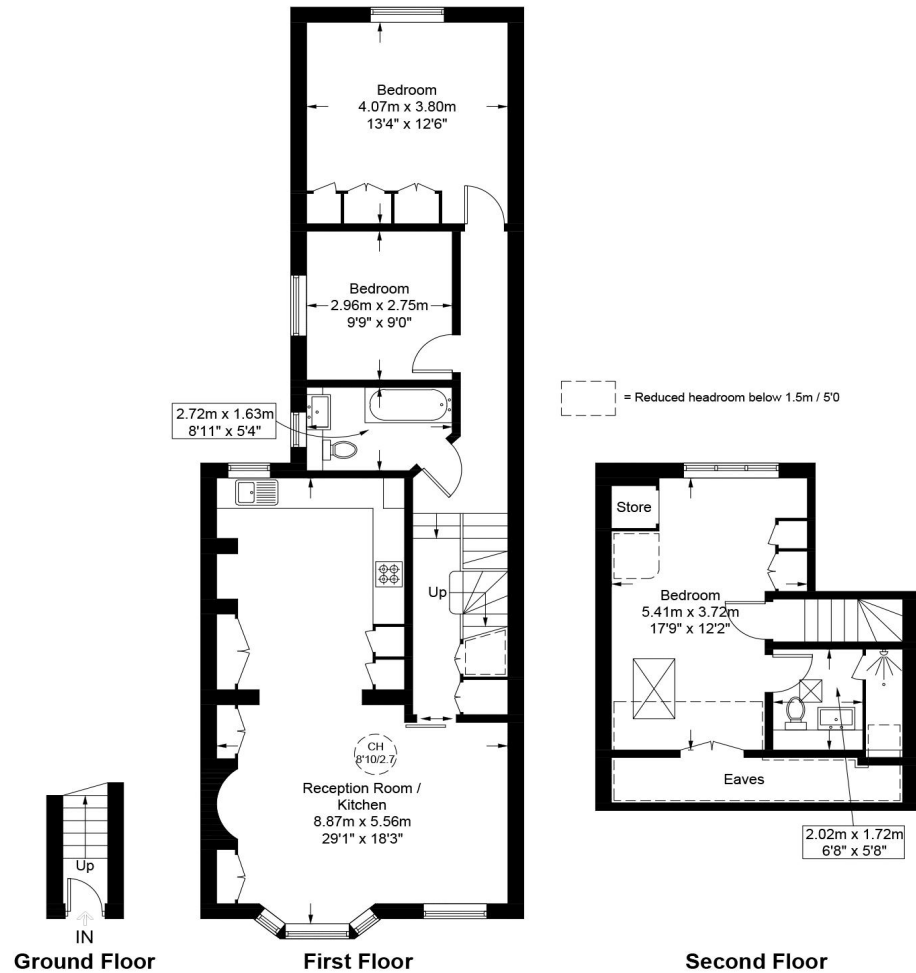 Bedroom
4.07m x 3.80m
13'4" x 12'6"
Bedroom
2.96m x 2.75m
9'9" x 9'0"
2.72m x 1.63m
8'11" x 5'4"
= Reduced headroom below 1.5m / 5'0
Up
Store
Bedroom
5.41m x 3.72m
17'9" x 12'2"
CH
8'10/2.7
Reception Room /
Kitchen
8.87m x 5.56m
29'1" x 18'3"
Eaves
2.02m x 1.72m
6'8" x 5'8"
Up
IN
Ground Floor
First Floor
Second Floor